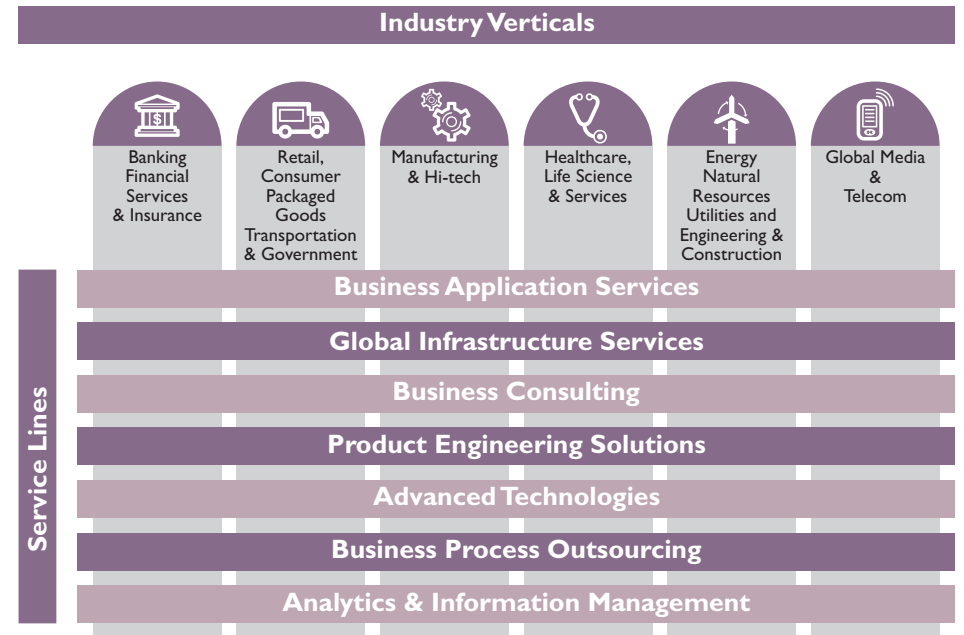 Industry Verticals
$
Banking
Financial
Services
& Insurance
Retail,
Consumer
Packaged
Goods
Transportation
& Government
Manufacturing
& Hi-tech
Healthcare,
Life Science
& Services
Energy
Natural
Resources
Utilities and
Engineering &
Construction
Global Media
&
Telecom
Service Lines
Business Application Services
Global Infrastructure Services
Business Consulting
Product Engineering Solutions
Advanced Technologies
Business Process Outsourcing
Analytics & Information Management